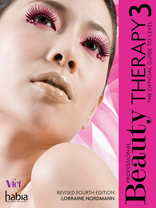 PROFESSIONAL
Beauty
THERAPY 3
THE OFFICIAL GUIDE TO LEVEL
REVISED FOURTH EDITION
LORRAINE NORDMANN
habia